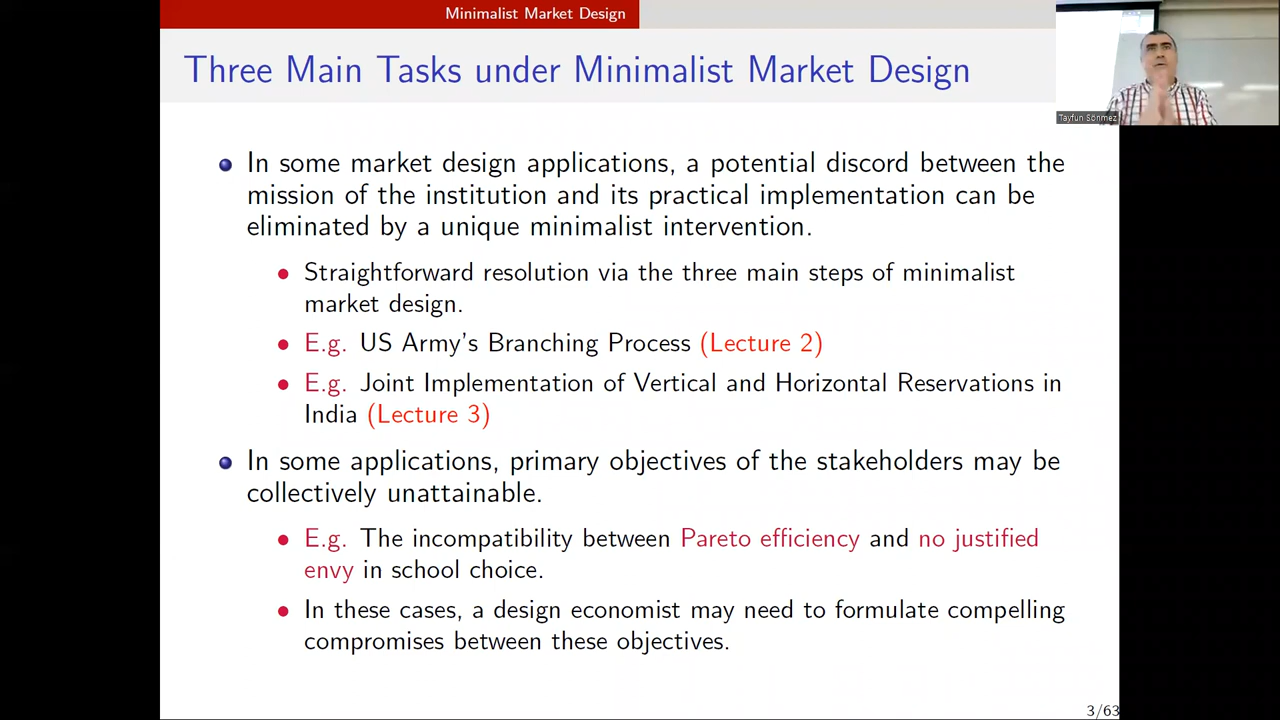 Minimalist Market Design
Three Main Tasks under Minimalist Market Design
Tayfun Sönmez
In some market design applications, a potential discord between the
mission of the institution and its practical implementation can be
eliminated by a unique minimalist intervention.
Straightforward resolution via the three main steps of minimalist
market design.
E.g. US Army's Branching Process (Lecture 2)
E.g. Joint Implementation of Vertical and Horizontal Reservations in
India (Lecture 3)
In some applications, primary objectives of the stakeholders may be
collectively unattainable.
E.g. The incompatibility between Pareto efficiency and no justified
envy in school choice.
In these cases, a design economist may need to formulate compelling
compromises between these objectives.
3/63